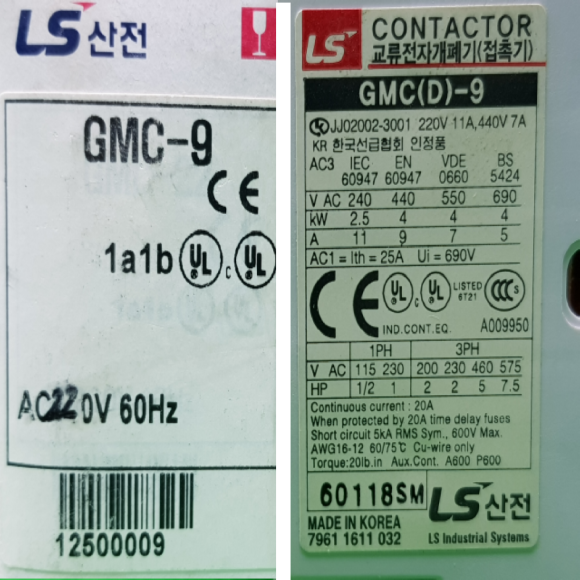 LS 산전
GMC-9
CE
1a1b UL c UL
AC220V 60Hz
12500009
LS CONTACTOR
교류전자개폐기(접촉기)
GMC(D)-9
JJ02002-3001 220V 11A,440V 7A
KR 한국선급협회 인정품
AC3 IEC EN VDE BS
60947 60947 0660 5424
V AC 240 440 550 690
kW 2.5 4 4 4
A 11 9 7 5
AC1 = Ith = 25A Ui = 690V
CE UL c UL LISTED CCC
6T21
IND.CONT.EQ. A009950
1PH 3PH
V AC 115 230 200 230 460 575
HP 1/2 1 2 2 5 7.5
Continuous current : 20A
When protected by 20A time delay fuses
Short circuit 5kA RMS Sym., 600V Max.
AWG16-12 60/75℃ Cu-wire only
Torque:20lb.in Aux.Cont. A600 P600
60118SM LS 산전
MADE IN KOREA
7961 1611 032 LS Industrial Systems